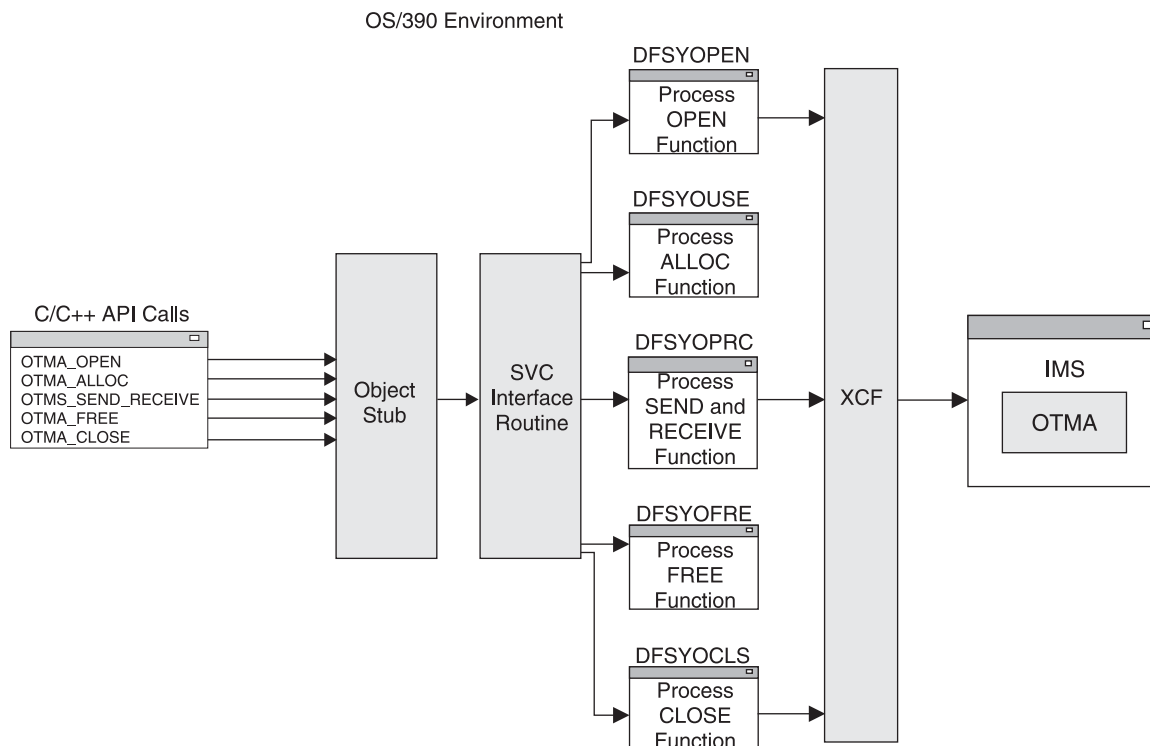 OS/390 Environment
C/C++ API Calls
OTMA_OPEN
OTMA_ALLOC
OTMS_SEND_RECEIVE
OTMA_FREE
OTMA_CLOSE
Object
Stub
SVC
Interface
Routine
DFSYOPEN
Process
OPEN
Function
DFSYOUSE
Process
ALLOC
Function
DFSYOPRC
Process
SEND and
RECEIVE
Function
DFSYOFRE
Process
FREE
Function
DFSYOCLS
Process
CLOSE
Function
XCF
IMS
OTMA